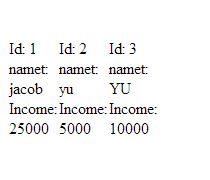 Id: 1 Id: 2 Id: 3
namet: namet: namet:
jacob yu YU
Income: Income: Income:
25000 5000 10000